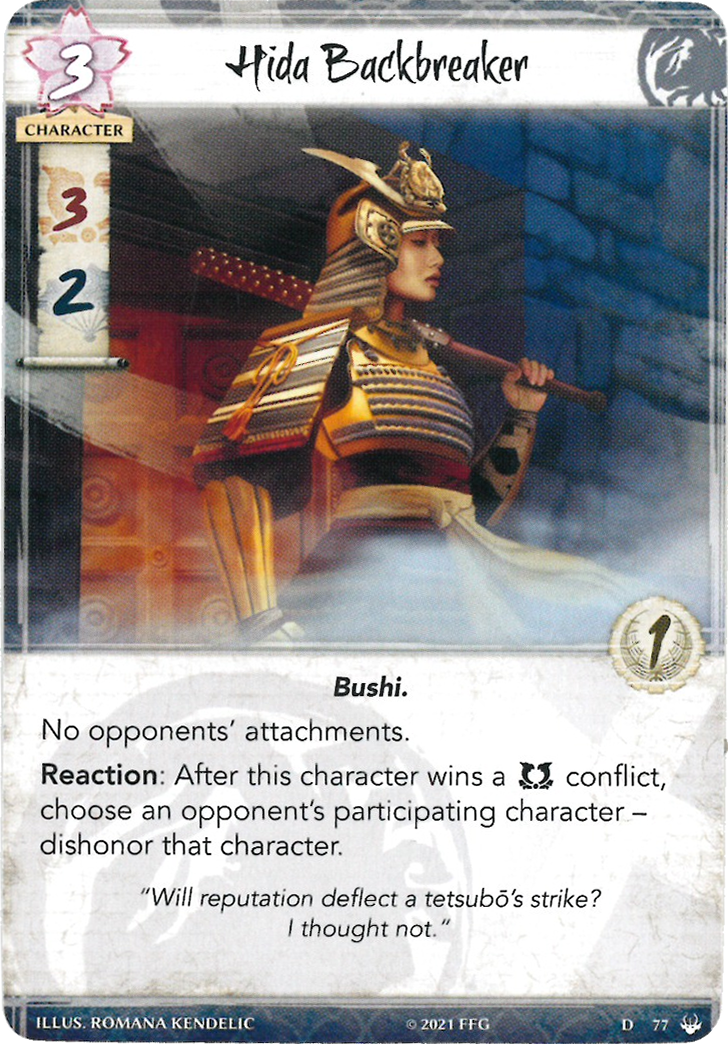 3
Hida Backbreaker
CHARACTER
3
2
1
Bushi.
No opponents' attachments.
Reaction: After this character wins a conflict,
choose an opponent's participating character –
dishonor that character.
"Will reputation deflect a tetsubō's strike?
I thought not."
ILLUS. ROMANA KENDELIC © 2021 FFG D 77